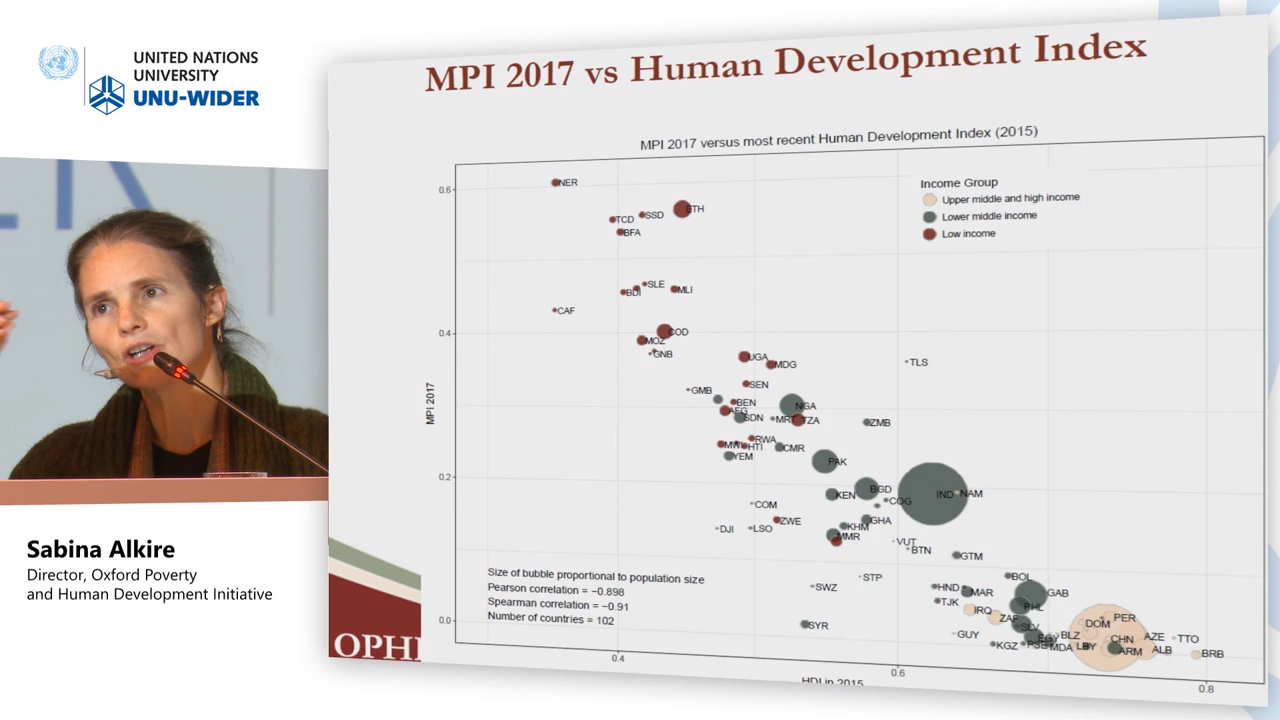 UNITED NATIONS
UNIVERSITY
UNU-WIDER
Sabina Alkire
Director, Oxford Poverty
and Human Development Initiative
MPI 2017 vs Human Development Index
MPI 2017 versus most recent Human Development Index (2015)
Income Group
Upper middle and high income
Lower middle income
Low income
MPI 2017
0.6
0.4
0.2
0.0
NER
ETH
SSD
TCD
BFA
SLE
BDI
MLI
CAF
COD
MOZ
GNB
UGA
MDG
TLS
SEN
GMB
BEN
AFG
NGA
SDN
MRT
TZA
ZMB
RWA
MWI
HTI
CMR
YEM
PAK
BGD
IND
NAM
KEN
COG
COM
ZWE
GHA
DJI
LSO
KHM
MMR
VUT
BTN
GTM
STP
BOL
SWZ
HND
MAR
GAB
TJK
PHL
IRQ
ZAF
PER
SYR
SLV
DOM
GUY
EGY
BLZ
CHN
AZE
TTO
KGZ
PSE
MDA
LBY
ARM
ALB
BRB
Size of bubble proportional to population size
Pearson correlation = −0.898
Spearman correlation = −0.91
Number of countries = 102
0.4
0.6
0.8
HDI in 2015
OPHI